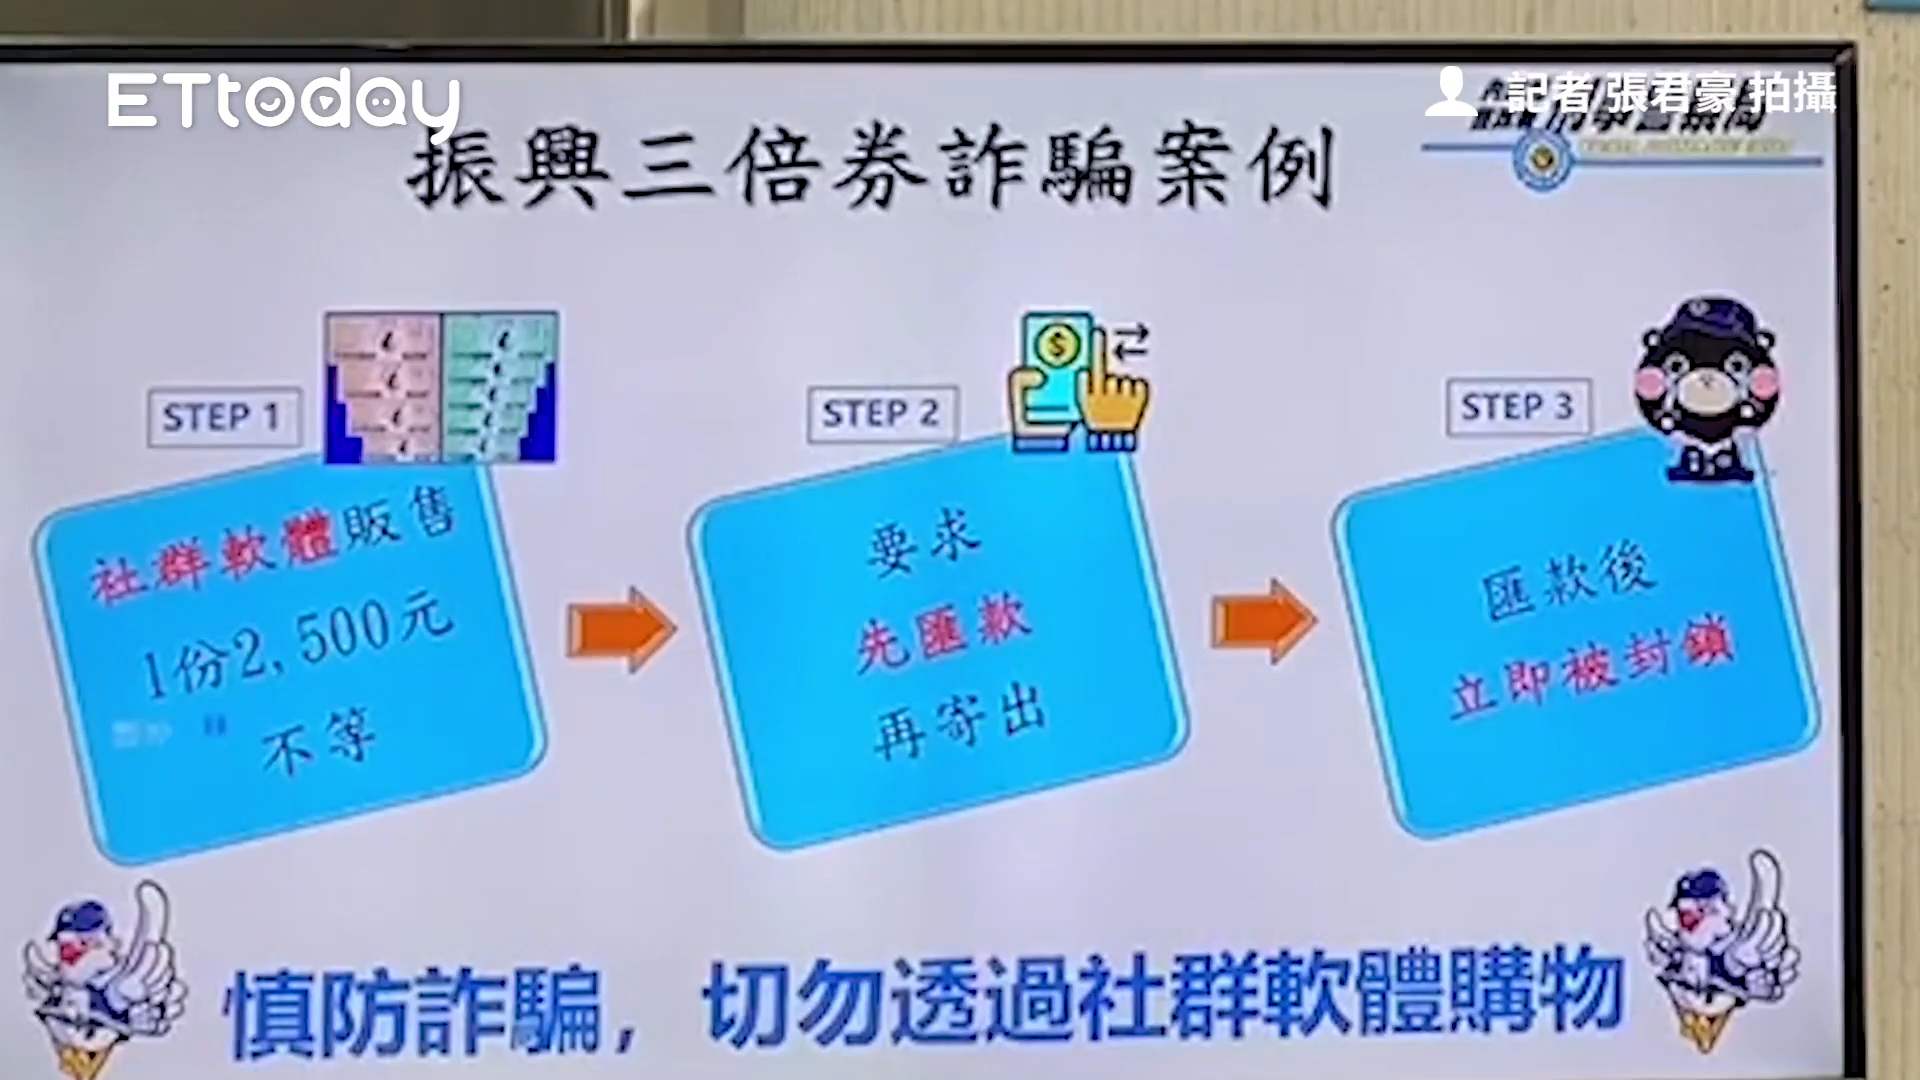 ETtoday
記者 張君豪 拍攝
振興三倍券詐騙案例
STEP 1
社群軟體販售
1份2,500元
不等
STEP 2
要求
先匯款
再寄出
STEP 3
匯款後
立即被封鎖
慎防詐騙，切勿透過社群軟體購物